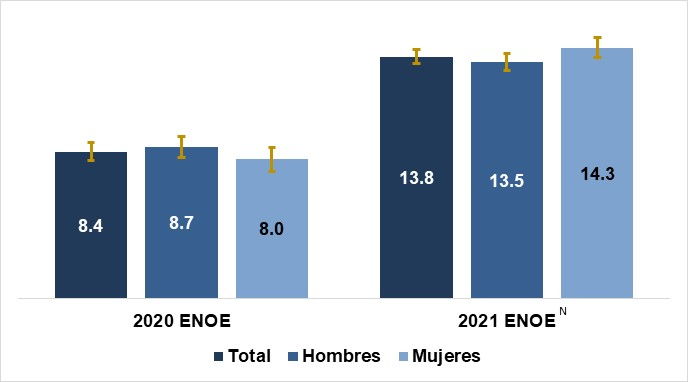 13.8 13.5 14.3
8.4 8.7 8.0
2020 ENOE 2021 ENOE N
Total Hombres Mujeres